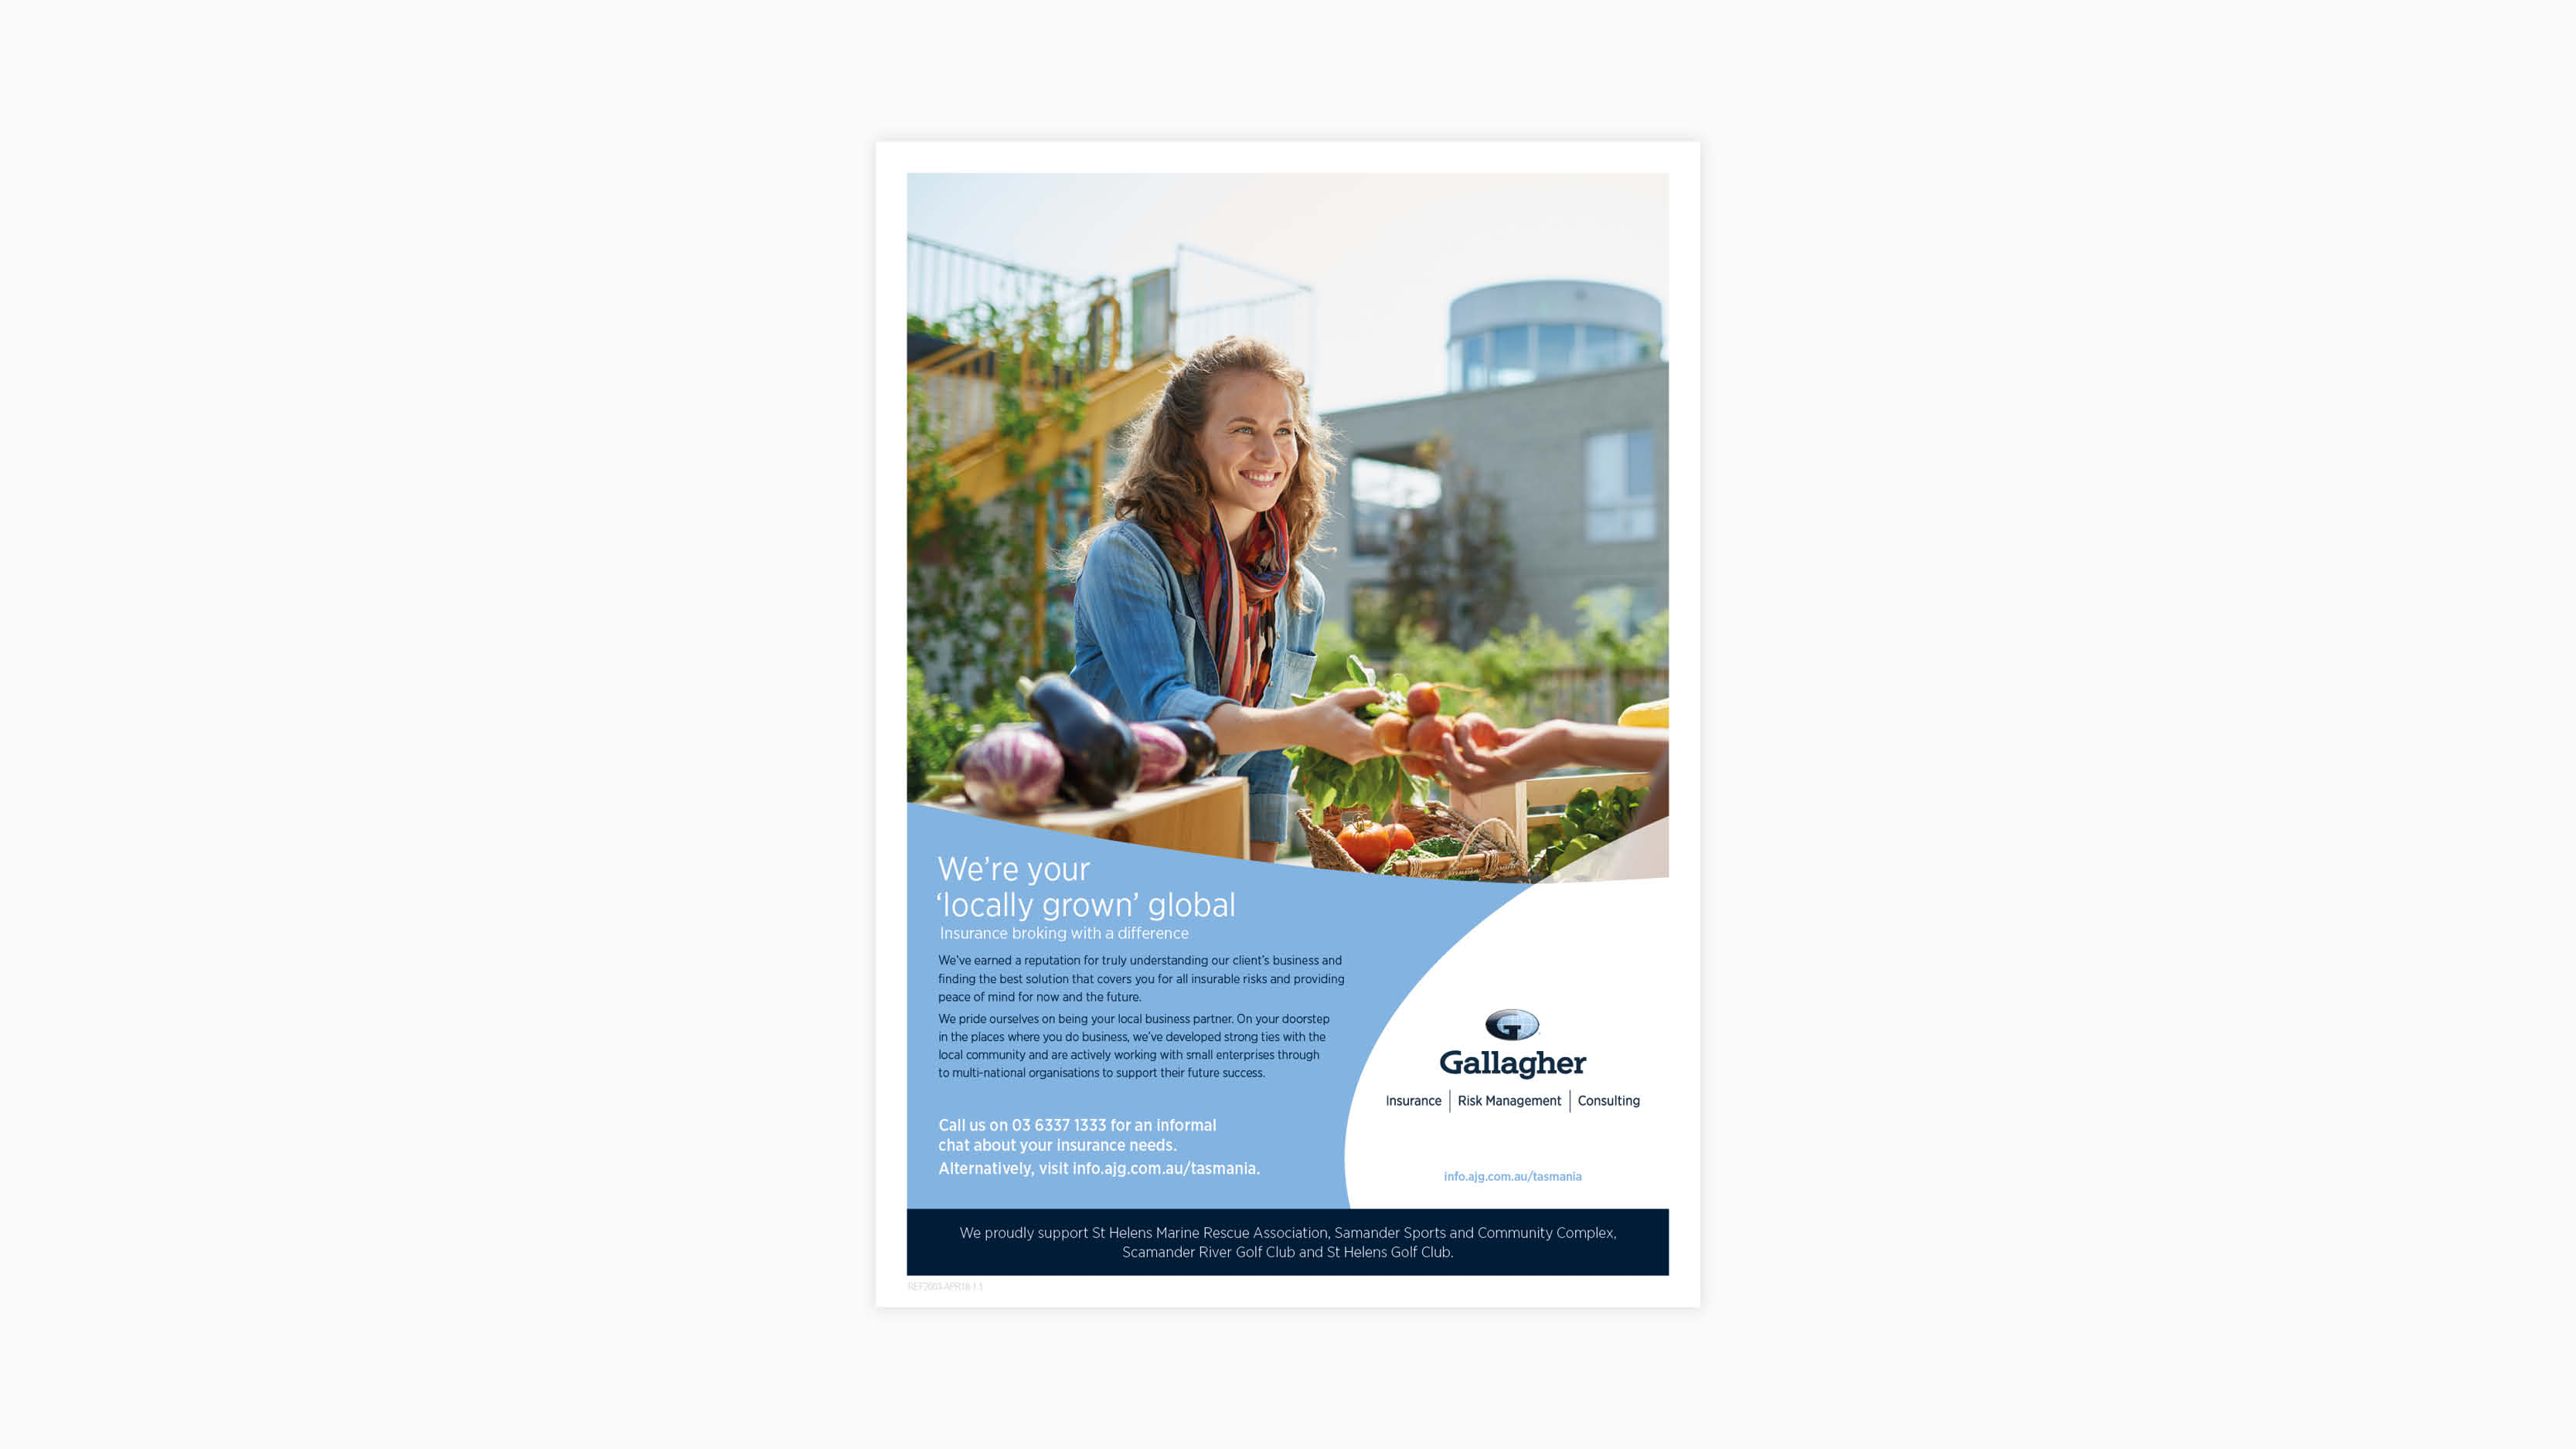 We're your
‘locally grown’ global
Insurance broking with a difference
We've earned a reputation for truly understanding our client's business and
finding the best solution that covers you for all insurable risks and providing
peace of mind for now and the future.
We pride ourselves on being your local business partner. On your doorstep
in the places where you do business, we've developed strong ties with the
local community and are actively working with small enterprises through
to multi-national organisations to support their future success.
Call us on 03 6337 1333 for an informal
chat about your insurance needs.
Alternatively, visit info.ajg.com.au/tasmania.
G
Gallagher
Insurance | Risk Management | Consulting
info.ajg.com.au/tasmania
We proudly support St Helens Marine Rescue Association, Samander Sports and Community Complex,
Scamander River Golf Club and St Helens Golf Club.
REF2003-APR18-1.1